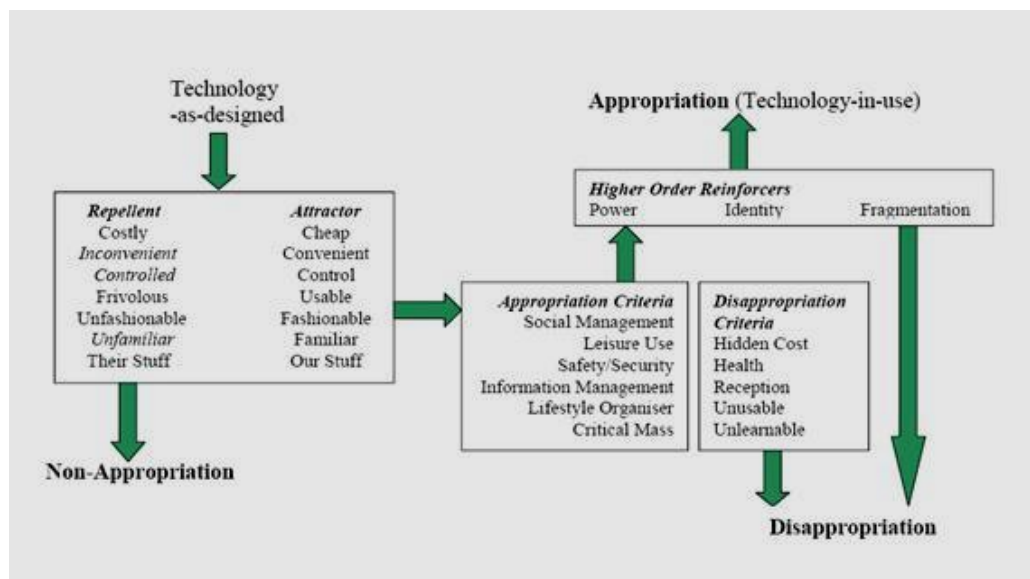 Technology
-as-designed
Repellent Attractor
Costly Cheap
Inconvenient Convenient
Controlled Control
Frivolous Usable
Unfashionable Fashionable
Unfamiliar Familiar
Their Stuff Our Stuff
Non-Appropriation
Appropriation Criteria
Social Management
Leisure Use
Safety/Security
Information Management
Lifestyle Organiser
Critical Mass
Disappropriation
Criteria
Hidden Cost
Health
Reception
Unusable
Unlearnable
Appropriation (Technology-in-use)
Higher Order Reinforcers
Power Identity Fragmentation
Disappropriation